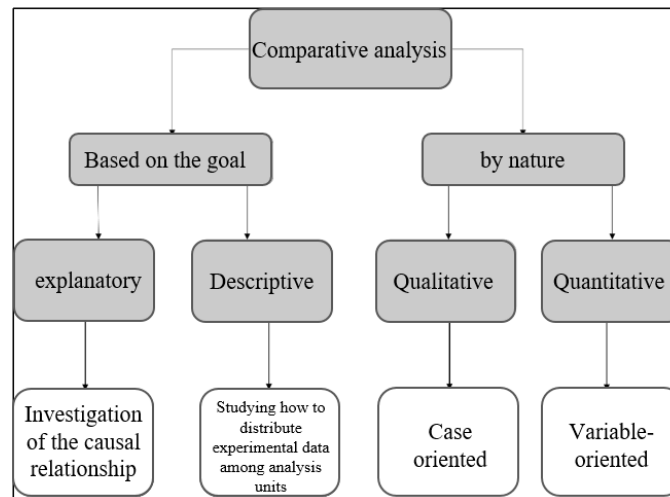 Comparative analysis
Based on the goal
by nature
explanatory
Descriptive
Qualitative
Quantitative
Investigation
of the causal
relationship
Studying how to
distribute
experimental data
among analysis
units
Case
oriented
Variable-
oriented